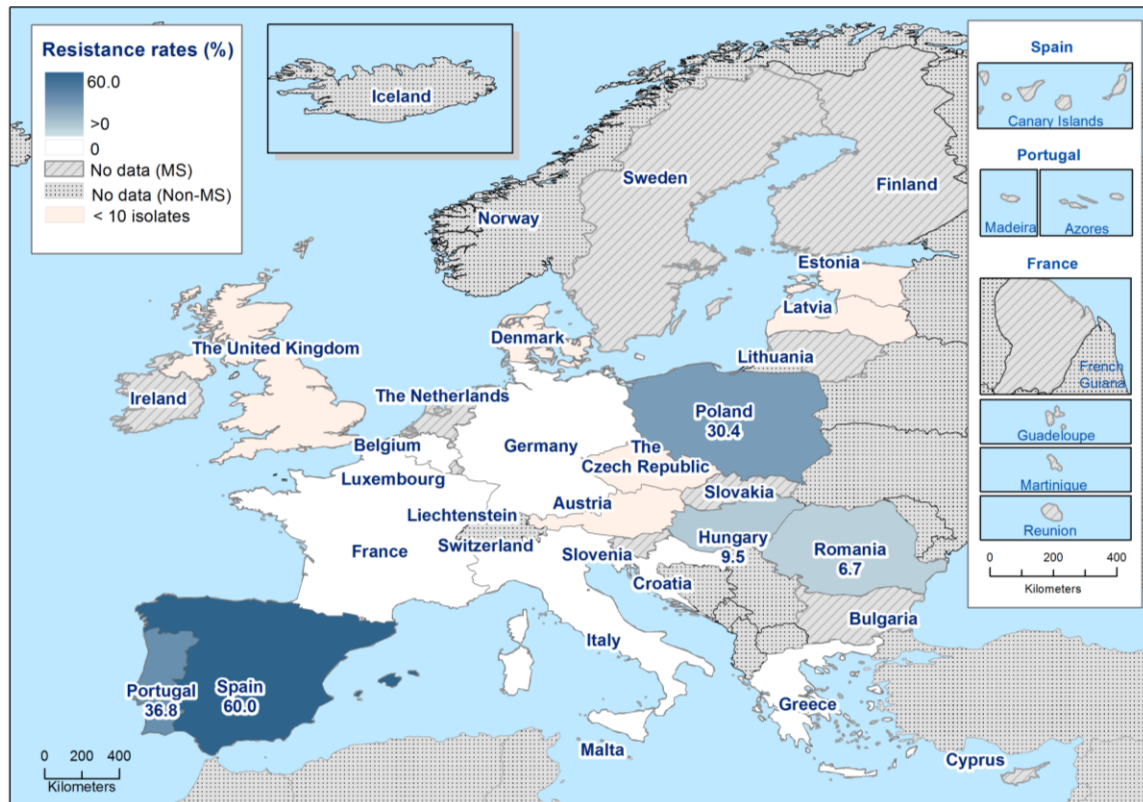 Resistance rates (%)
60.0
>0
0
No data (MS)
No data (Non-MS)
< 10 isolates
Iceland
Spain
Canary Islands
Portugal
Madeira
Azores
France
French
Guiana
Guadeloupe
Martinique
Reunion
0 200 400
Kilometers
Sweden
Finland
Norway
Estonia
Latvia
Denmark
Lithuania
The United Kingdom
Ireland
The Netherlands
Poland
30.4
Belgium
Germany
The
Czech Republic
Luxembourg
Slovakia
Austria
Liechtenstein
Switzerland
France
Slovenia
Hungary
9.5
Romania
6.7
Croatia
Bulgaria
Italy
Portugal
36.8
Spain
60.0
Greece
Malta
Cyprus
0 200 400
Kilometers